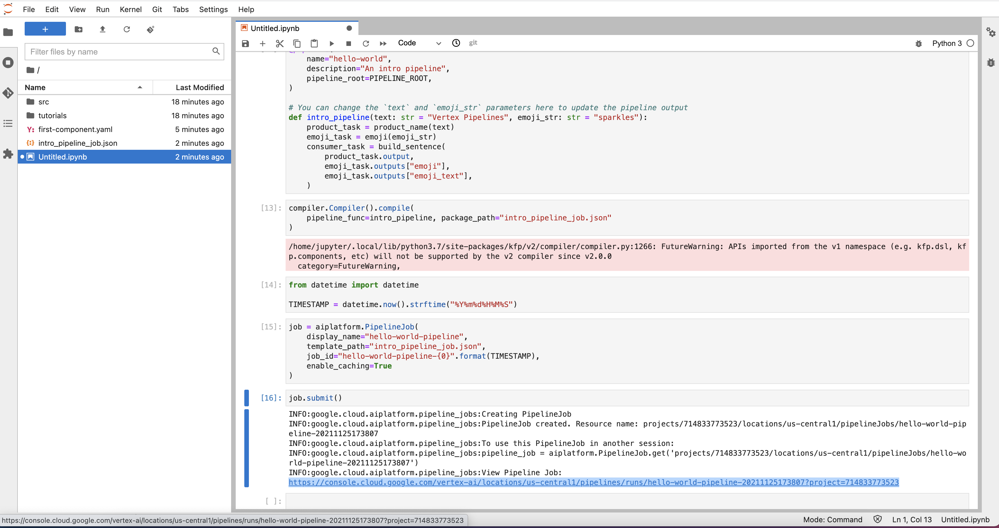 File Edit View Run Kernel Git Tabs Settings Help
+
Filter files by name
/
Name Last Modified
src 18 minutes ago
tutorials 18 minutes ago
Y: first-component.yaml 5 minutes ago
{:} intro_pipeline_job.json 2 minutes ago
Untitled.ipynb 2 minutes ago
Untitled.ipynb
Code git Python 3
name="hello-world",
description="An intro pipeline",
pipeline_root=PIPELINE_ROOT,
)
# You can change the `text` and `emoji_str` parameters here to update the pipeline output
def intro_pipeline(text: str = "Vertex Pipelines", emoji_str: str = "sparkles"):
product_task = product_name(text)
emoji_task = emoji(emoji_str)
consumer_task = build_sentence(
product_task.output,
emoji_task.outputs["emoji"],
emoji_task.outputs["emoji_text"],
)
[13]: compiler.Compiler().compile(
pipeline_func=intro_pipeline, package_path="intro_pipeline_job.json"
)
/home/jupyter/.local/lib/python3.7/site-packages/kfp/v2/compiler/compiler.py:1266: FutureWarning: APIs imported from the v1 namespace (e.g. kfp.dsl, kf
p.components, etc) will not be supported by the v2 compiler since v2.0.0
category=FutureWarning,
[14]: from datetime import datetime
TIMESTAMP = datetime.now().strftime("%Y%m%d%H%M%S")
[15]: job = aiplatform.PipelineJob(
display_name="hello-world-pipeline",
template_path="intro_pipeline_job.json",
job_id="hello-world-pipeline-{0}".format(TIMESTAMP),
enable_caching=True
)
[16]: job.submit()
INFO:google.cloud.aiplatform.pipeline_jobs:Creating PipelineJob
INFO:google.cloud.aiplatform.pipeline_jobs:PipelineJob created. Resource name: projects/714833773523/locations/us-central1/pipelineJobs/hello-world-pip
eline-20211125173807
INFO:google.cloud.aiplatform.pipeline_jobs:To use this PipelineJob in another session:
INFO:google.cloud.aiplatform.pipeline_jobs:pipeline_job = aiplatform.PipelineJob.get('projects/714833773523/locations/us-central1/pipelineJobs/hello-wo
rld-pipeline-20211125173807')
INFO:google.cloud.aiplatform.pipeline_jobs:View Pipeline Job:
https://console.cloud.google.com/vertex-ai/locations/us-central1/pipelines/runs/hello-world-pipeline-20211125173807?project=714833773523
[ ]:
https://console.cloud.google.com/vertex-ai/locations/us-central1/pipelines/runs/hello-world-pipeline-20211125173807?project=714833773523
Mode: Command Ln 1, Col 13 Untitled.ipynb